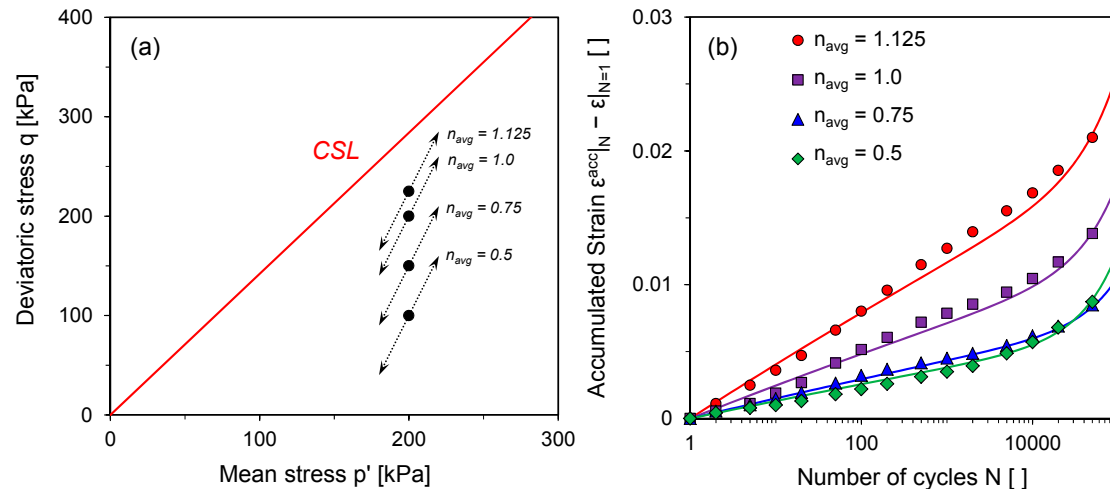 (a)
Deviatoric stress q [kPa]
400
300
200
100
0
0
100
200
300
Mean stress p' [kPa]
CSL
n_avg = 1.125
n_avg = 1.0
n_avg = 0.75
n_avg = 0.5
(b)
Accumulated Strain ε^acc|_N − ε|_N=1 [ ]
0.03
0.02
0.01
0
1
100
10000
Number of cycles N [ ]
n_avg = 1.125
n_avg = 1.0
n_avg = 0.75
n_avg = 0.5